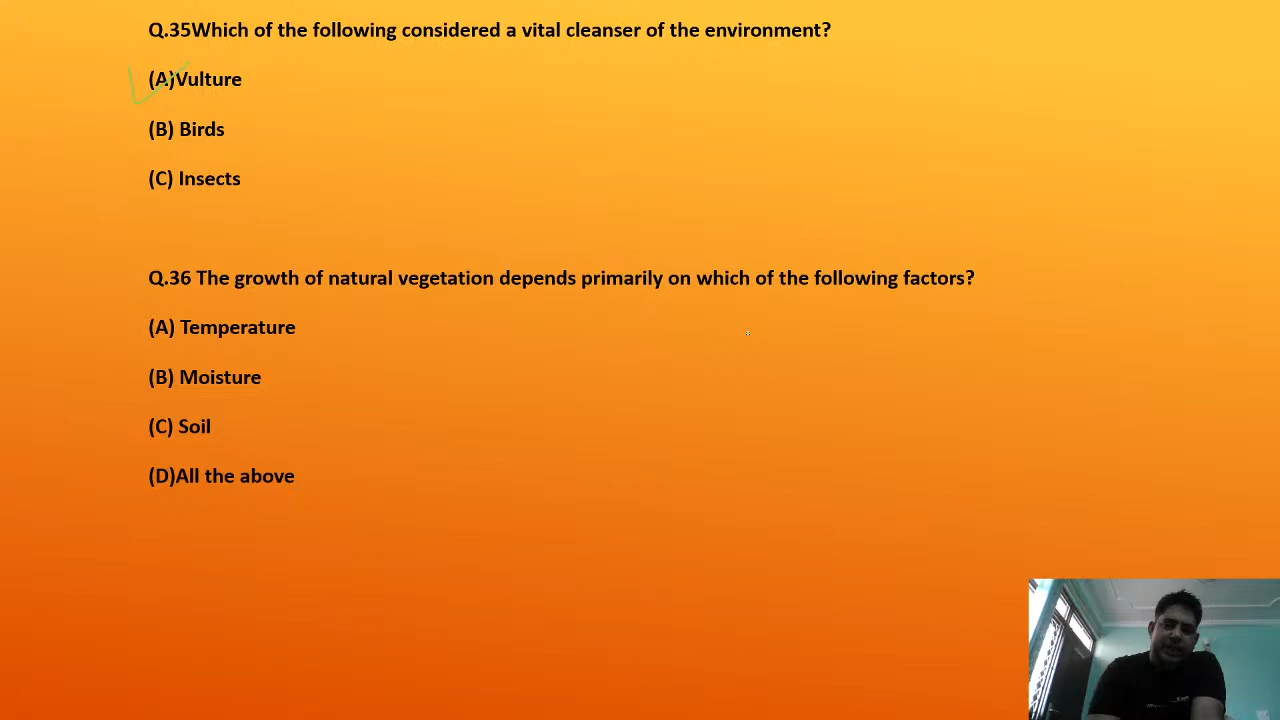 Q.35Which of the following considered a vital cleanser of the environment?
(A)Vulture
(B) Birds
(C) Insects
Q.36 The growth of natural vegetation depends primarily on which of the following factors?
(A) Temperature
(B) Moisture
(C) Soil
(D)All the above